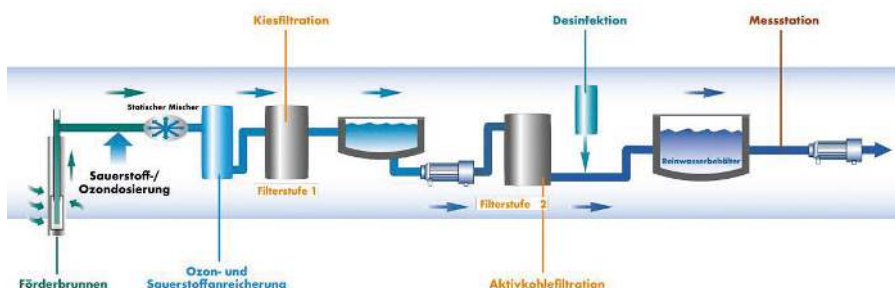 Kiesfiltration
Desinfektion
Messstation
Statischer Mischer
Sauerstoff-/
Ozondosierung
Filterstufe 1
Reinwasserbehälter
Filterstufe 2
Förderbrunnen
Ozon- und
Sauerstoffanreicherung
Aktivkohlefiltration